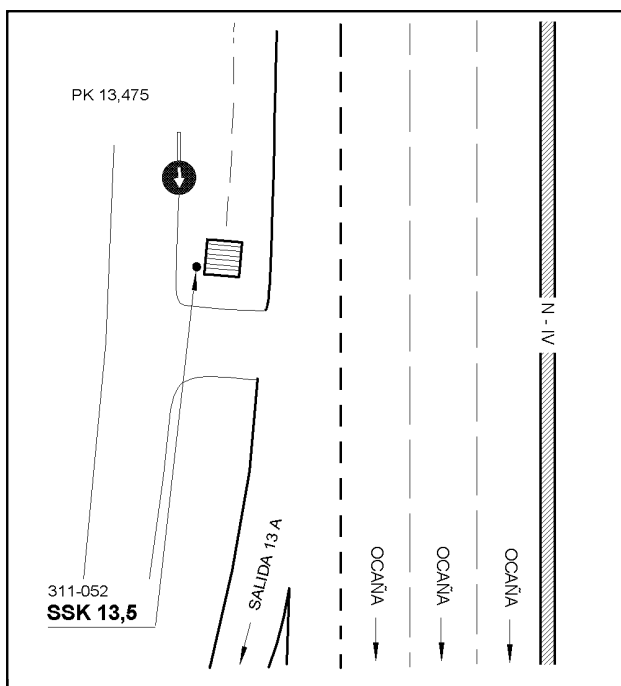 PK 13,475
N - IV
311-052
SSK 13,5
SALIDA 13 A
OCAÑA
OCAÑA
OCAÑA